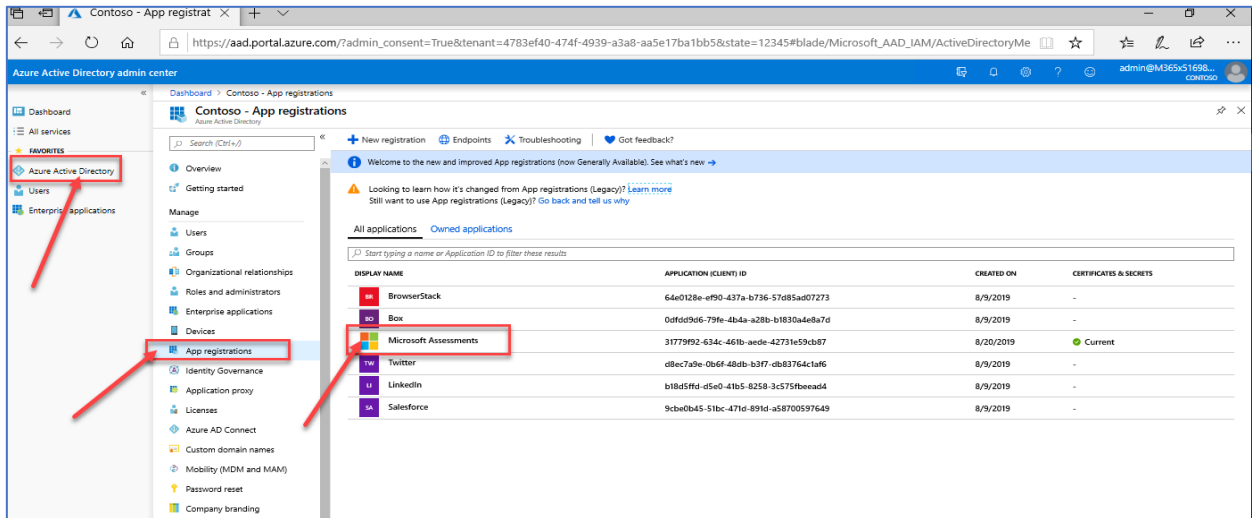 Contoso - App registrat
https://aad.portal.azure.com/?admin_consent=True&tenant=4783ef40-474f-4939-a3a8-aa5e17ba1bb5&state=12345#blade/Microsoft_AAD_IAM/ActiveDirectoryMe
Azure Active Directory admin center
admin@M365x51698...
CONTOSO
Dashboard
All services
FAVORITES
Azure Active Directory
Users
Enterprise applications
Dashboard > Contoso - App registrations
Contoso - App registrations
Azure Active Directory
Search (Ctrl+/)
Overview
Getting started
Manage
Users
Groups
Organizational relationships
Roles and administrators
Enterprise applications
Devices
App registrations
Identity Governance
Application proxy
Licenses
Azure AD Connect
Custom domain names
Mobility (MDM and MAM)
Password reset
Company branding
New registration Endpoints Troubleshooting Got feedback?
Welcome to the new and improved App registrations (now Generally Available). See what's new →
Looking to learn how it's changed from App registrations (Legacy)? Learn more
Still want to use App registrations (Legacy)? Go back and tell us why
All applications Owned applications
Start typing a name or Application ID to filter these results
DISPLAY NAME APPLICATION (CLIENT) ID CREATED ON CERTIFICATES & SECRETS
BR BrowserStack 64e0128e-ef90-437a-b736-57d85ad07273 8/9/2019 -
BO Box 0dfdd9d6-79fe-4b4a-a28b-b1830a4e8a7d 8/9/2019 -
Microsoft Assessments 31779f92-634c-461b-aede-42731e59cb87 8/20/2019 Current
TW Twitter d8ec7a9e-0b6f-48db-b3f7-db83764c1af6 8/9/2019 -
LI LinkedIn b18d5ffd-d5e0-41b5-8258-3c575fbeead4 8/9/2019 -
SA Salesforce 9cbe0b45-51bc-471d-891d-a58700597649 8/9/2019 -